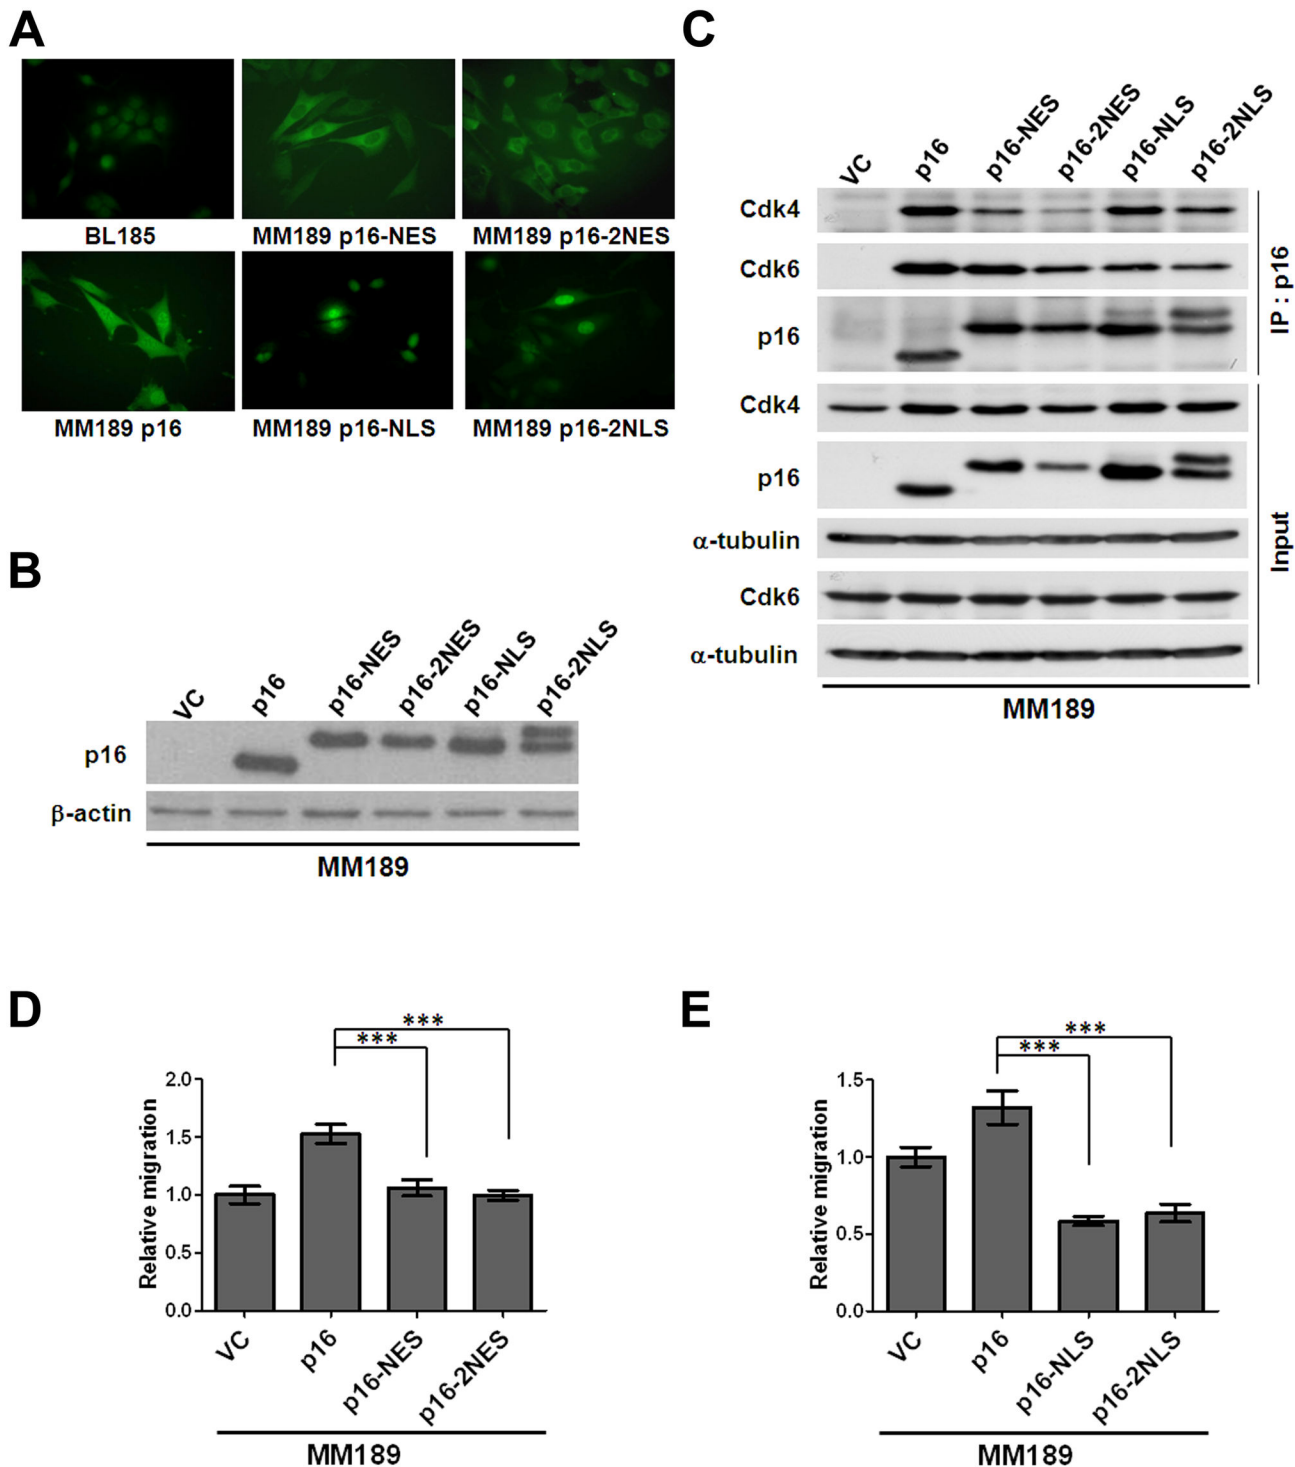 A
BL185
MM189 p16-NES
MM189 p16-2NES
MM189 p16
MM189 p16-NLS
MM189 p16-2NLS
B
VC
p16
p16-NES
p16-2NES
p16-NLS
p16-2NLS
p16
β-actin
MM189
C
VC
p16
p16-NES
p16-2NES
p16-NLS
p16-2NLS
Cdk4
Cdk6
p16
IP : p16
Cdk4
p16
α-tubulin
Cdk6
α-tubulin
Input
MM189
D
***
***
Relative migration
2.0
1.5
1.0
0.5
0.0
VC
p16
p16-NES
p16-2NES
MM189
E
***
***
Relative migration
1.5
1.0
0.5
0.0
VC
p16
p16-NLS
p16-2NLS
MM189